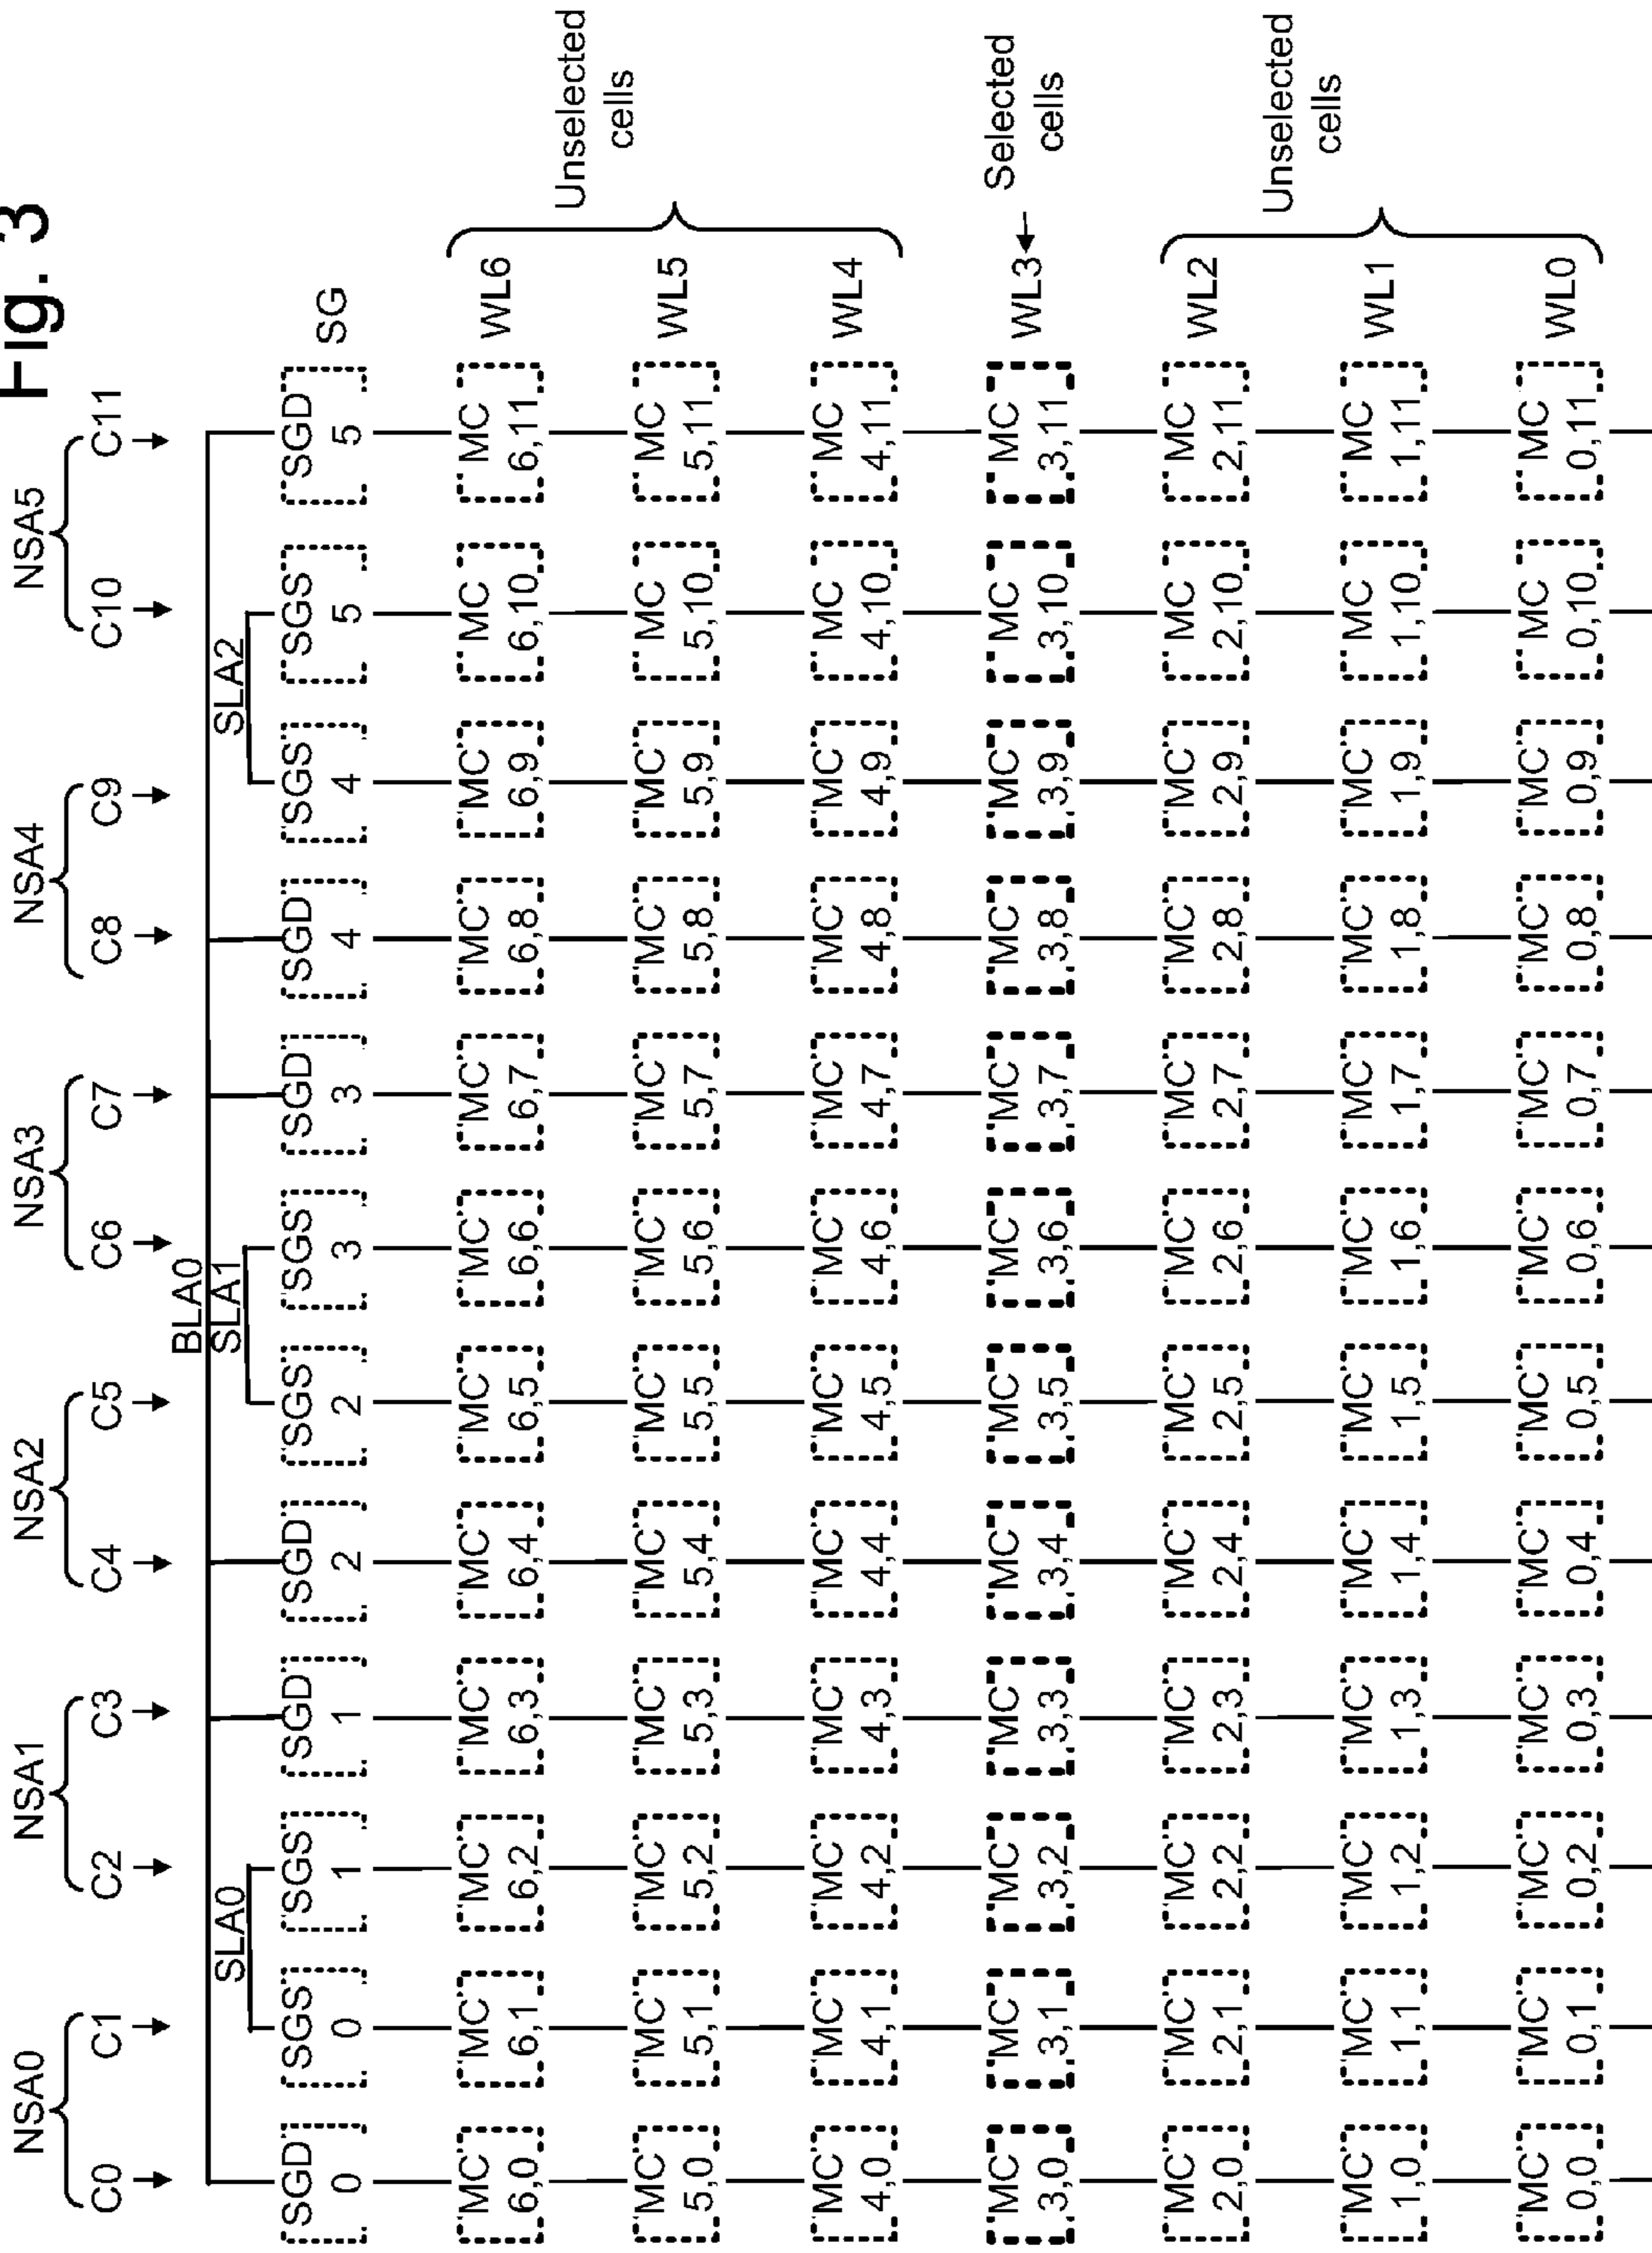 Fig. 3
NSA0 NSA1 NSA2 NSA3 NSA4 NSA5
C0 C1 C2 C3 C4 C5 C6 C7 C8 C9 C10 C11
BLA0
SLA0 SLA1 SLA2
SGD SGS SGS SGD SGD SGS SGS SGD SGD SGS SGS SGD
0 0 1 1 2 2 3 3 4 4 5 5 SG
MC MC MC MC MC MC MC MC MC MC MC MC WL6
6,0 6,1 6,2 6,3 6,4 6,5 6,6 6,7 6,8 6,9 6,10 6,11
Unselected
cells
MC MC MC MC MC MC MC MC MC MC MC MC WL5
5,0 5,1 5,2 5,3 5,4 5,5 5,6 5,7 5,8 5,9 5,10 5,11
MC MC MC MC MC MC MC MC MC MC MC MC WL4
4,0 4,1 4,2 4,3 4,4 4,5 4,6 4,7 4,8 4,9 4,10 4,11
MC MC MC MC MC MC MC MC MC MC MC MC WL3
3,0 3,1 3,2 3,3 3,4 3,5 3,6 3,7 3,8 3,9 3,10 3,11
Selected
cells
MC MC MC MC MC MC MC MC MC MC MC MC WL2
2,0 2,1 2,2 2,3 2,4 2,5 2,6 2,7 2,8 2,9 2,10 2,11
Unselected
cells
MC MC MC MC MC MC MC MC MC MC MC MC WL1
1,0 1,1 1,2 1,3 1,4 1,5 1,6 1,7 1,8 1,9 1,10 1,11
MC MC MC MC MC MC MC MC MC MC MC MC WL0
0,0 0,1 0,2 0,3 0,4 0,5 0,6 0,7 0,8 0,9 0,10 0,11